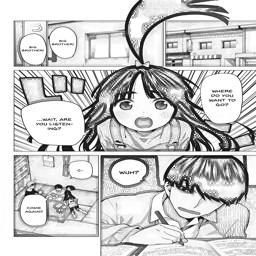 BIG
BROTHER!
BIG
BROTHER!
WHERE
DO YOU
WANT TO
GO?
...WAIT, ARE
YOU LISTEN-
ING?
WUH?
COME
AGAIN?